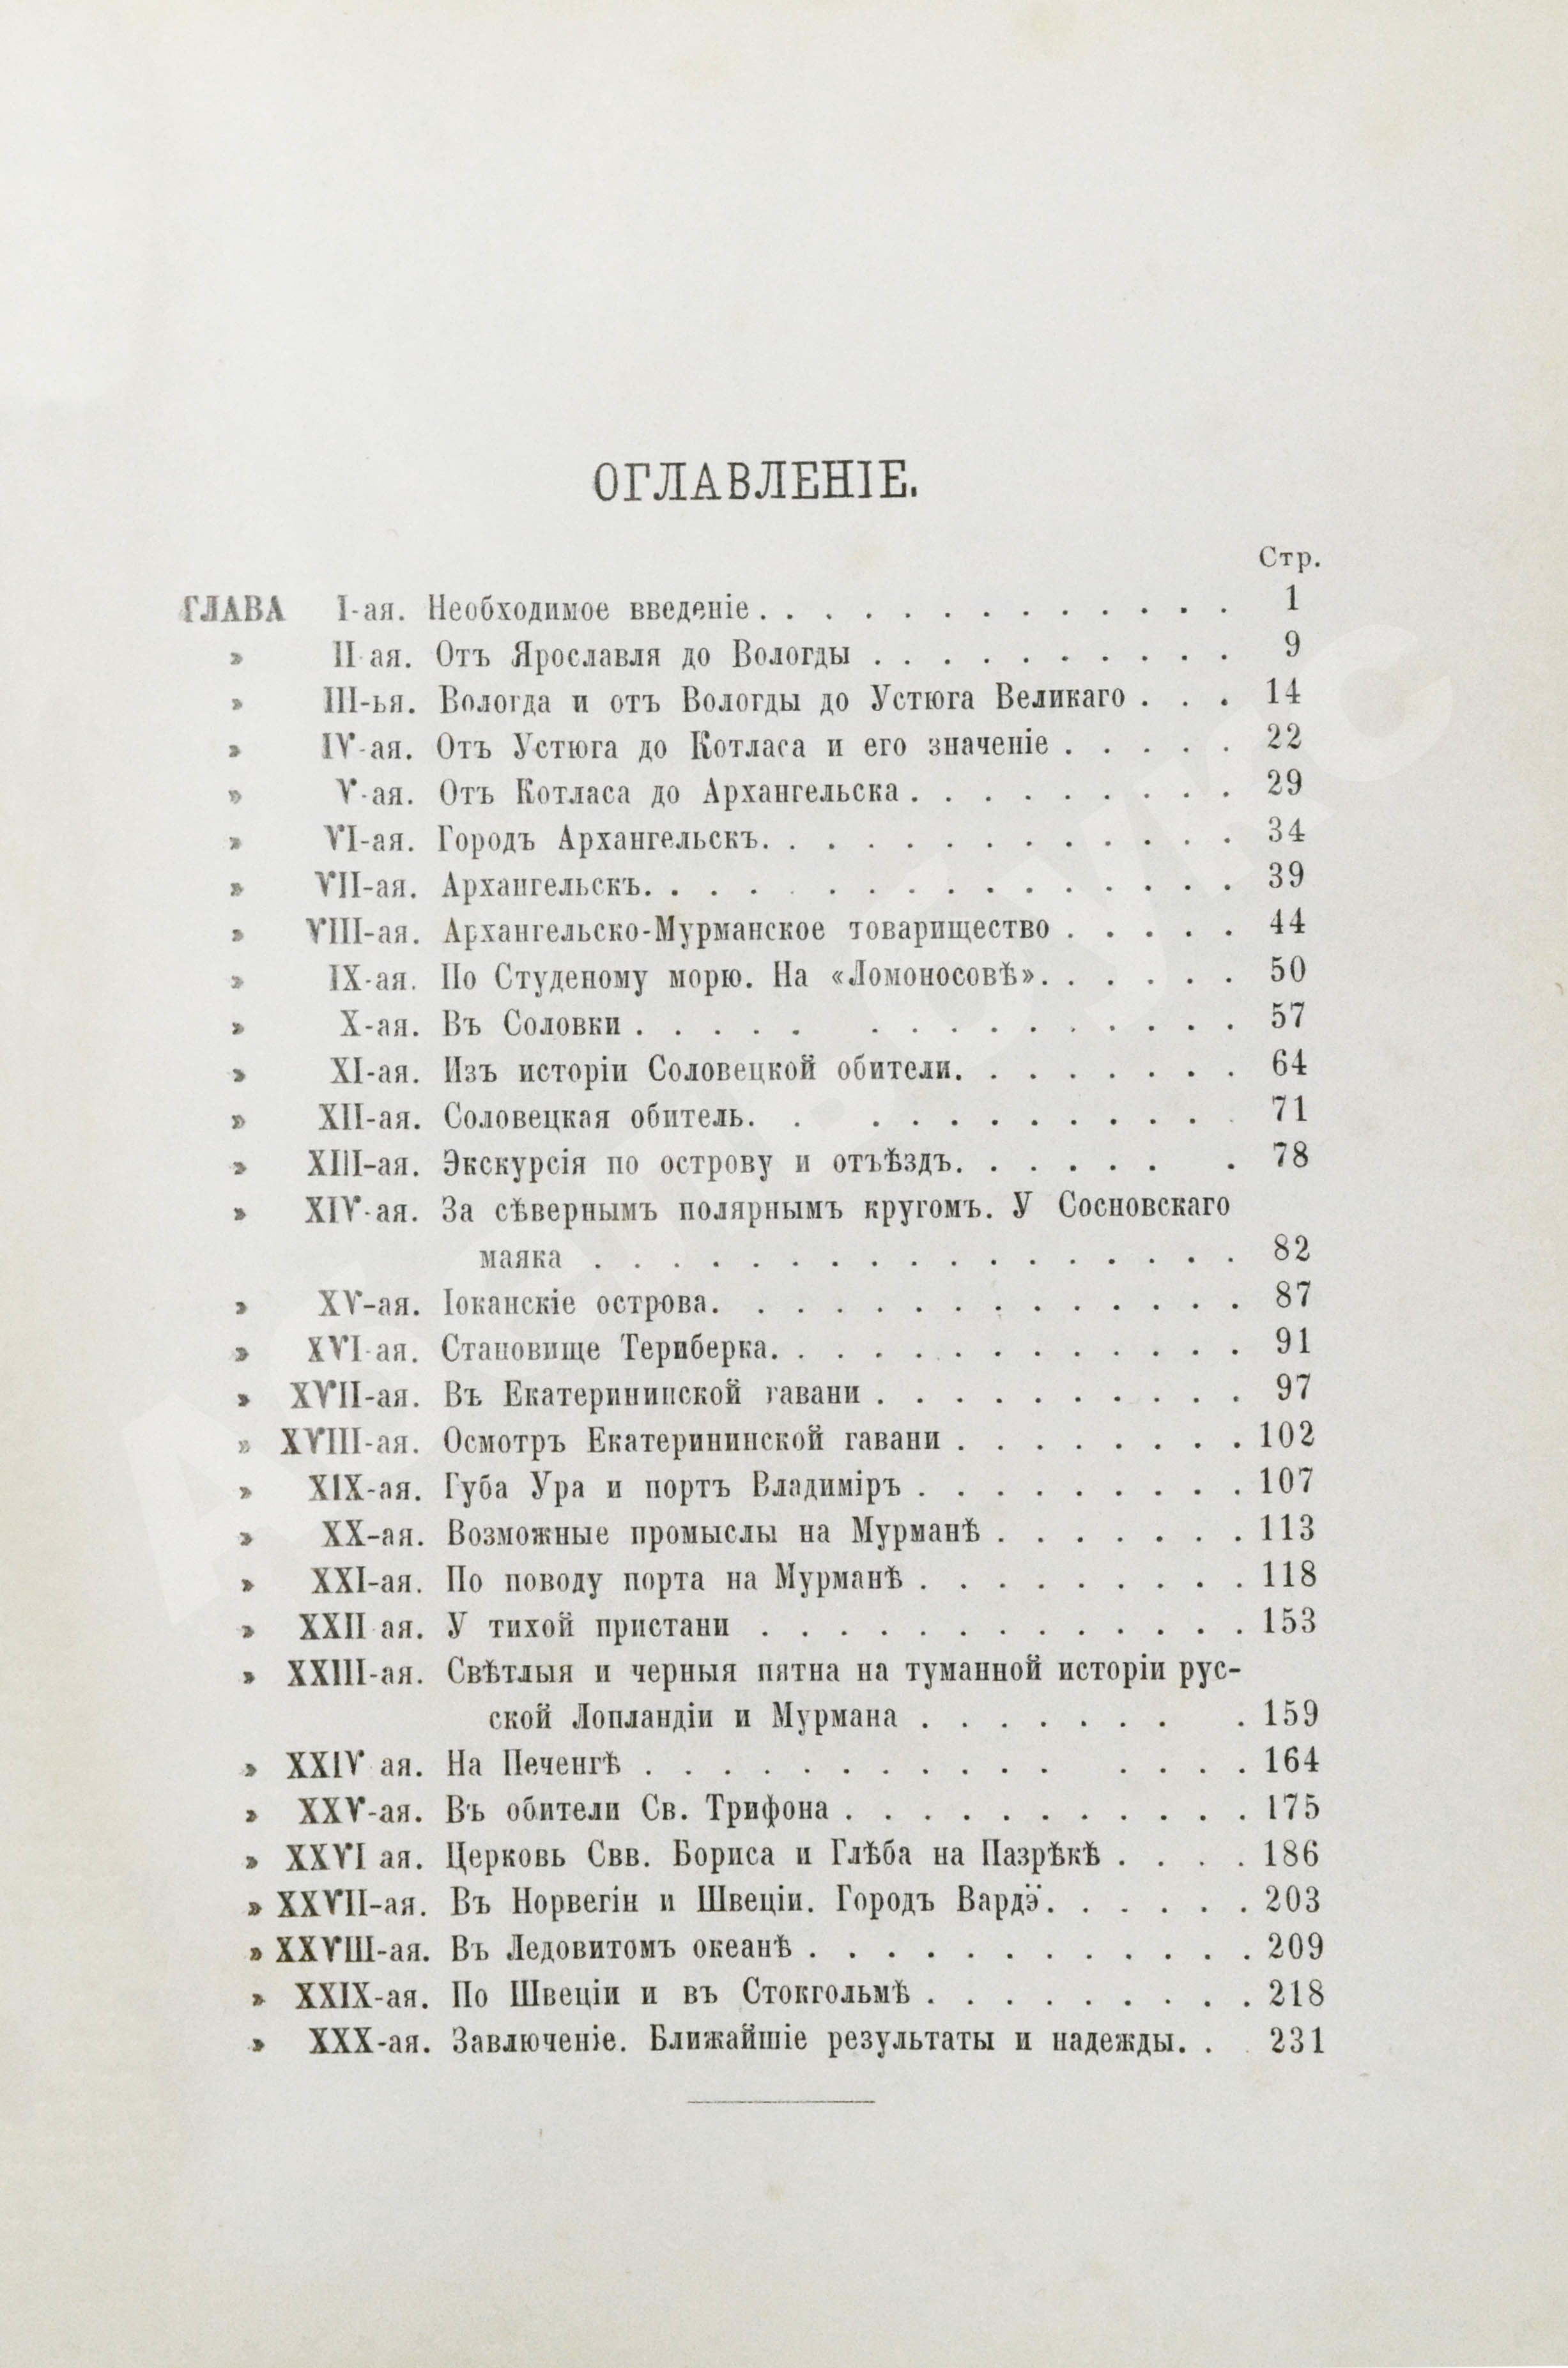 ОГЛАВЛЕНІЕ.
Стр.
ГЛАВА I-ая. Необходимое введеніе . . . . . . . . . . . . . 1
» II-ая. Отъ Ярославля до Вологды . . . . . . . . . . 9
» III-ья. Вологда и отъ Вологды до Устюга Великаго . . . 14
» IV-ая. Отъ Устюга до Котласа и его значеніе . . . . . 22
» V-ая. Отъ Котласа до Архангельска . . . . . . . . . 29
» VI-ая. Городъ Архангельскъ. . . . . . . . . . . . . 34
» VII-ая. Архангельскъ. . . . . . . . . . . . . . . . 39
» VIII-ая. Архангельско-Мурманское товарищество . . . . . 44
» IX-ая. По Студеному морю. На «Ломоносовѣ». . . . . . 50
» X-ая. Въ Соловки . . . . . . . . . . . . . . . 57
» XI-ая. Изъ исторіи Соловецкой обители. . . . . . . . 64
» XII-ая. Соловецкая обитель. . . . . . . . . . . 71
» XIII-ая. Экскурсія по острову и отъѣздъ. . . . . . . 78
» XIV-ая. За сѣвернымъ полярнымъ кругомъ. У Сосновскаго
маяка . . . . . . . . . . . . . . . . . 82
» XV-ая. Іоканскіе острова. . . . . . . . . . . . . . 87
» XVI-ая. Становище Териберка. . . . . . . . . . . . . 91
» XVII-ая. Въ Екатерининской гавани . . . . . . . . . . 97
» XVIII-ая. Осмотръ Екатерининской гавани . . . . . . . . 102
» XIX-ая. Губа Ура и портъ Владиміръ . . . . . . . . . 107
» XX-ая. Возможные промыслы на Мурманѣ . . . . . . . 113
» XXI-ая. По поводу порта на Мурманѣ . . . . . . . . . 118
» XXII ая. У тихой пристани . . . . . . . . . . . . . 153
» XXIII-ая. Свѣтлыя и черныя пятна на туманной исторіи рус-
ской Лопландіи и Мурмана . . . . . . . . 159
» XXIV ая. На Печенгѣ . . . . . . . . . . . . . . . 164
» XXV-ая. Въ обители Св. Трифона . . . . . . . . . . . 175
» XXVI ая. Церковь Свв. Бориса и Глѣба на Пазрѣкѣ . . . . 186
» XXVII-ая. Въ Норвегіи и Швеціи. Городъ Вардӭ. . . . . . 203
» XXVIII-ая. Въ Ледовитомъ океанѣ . . . . . . . . . . . . 209
» XXIX-ая. По Швеціи и въ Стокгольмѣ . . . . . . . . . 218
» XXX-ая. Завлюченіе. Ближайшіе результаты и надежды. . . 231